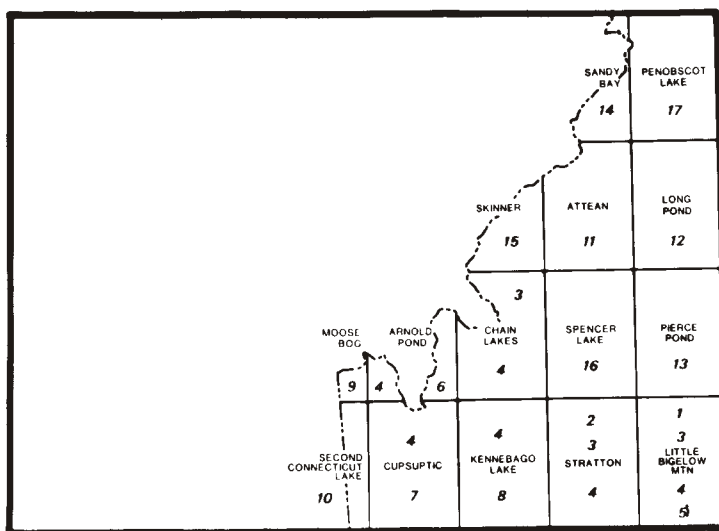 SANDY
BAY
14
PENOBSCOT
LAKE
17
SKINNER
15
ATTEAN
11
LONG
POND
12
3
MOOSE
BOG
9
ARNOLD
POND
4
6
CHAIN
LAKES
4
SPENCER
LAKE
16
PIERCE
POND
13
SECOND
CONNECTICUT
LAKE
10
4
CUPSUPTIC
7
4
KENNEBAGO
LAKE
8
2
3
STRATTON
4
1
3
LITTLE
BIGELOW
MTN
4
5